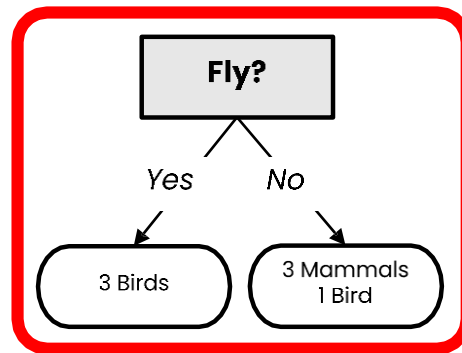 Fly?
Yes
No
3 Birds
3 Mammals
1 Bird